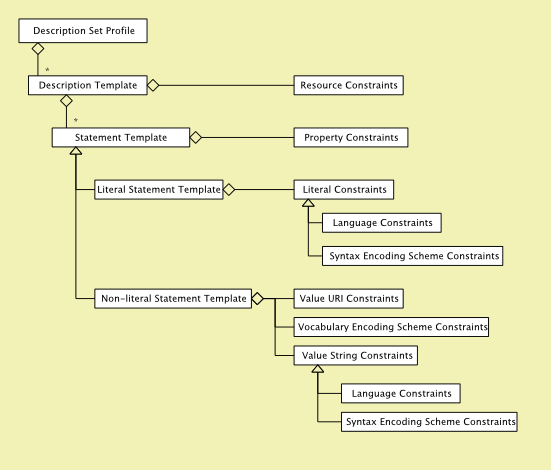 Description Set Profile
*
Description Template
Resource Constraints
*
Statement Template
Property Constraints
Literal Statement Template
Literal Constraints
Language Constraints
Syntax Encoding Scheme Constraints
Non-literal Statement Template
Value URI Constraints
Vocabulary Encoding Scheme Constraints
Value String Constraints
Language Constraints
Syntax Encoding Scheme Constraints